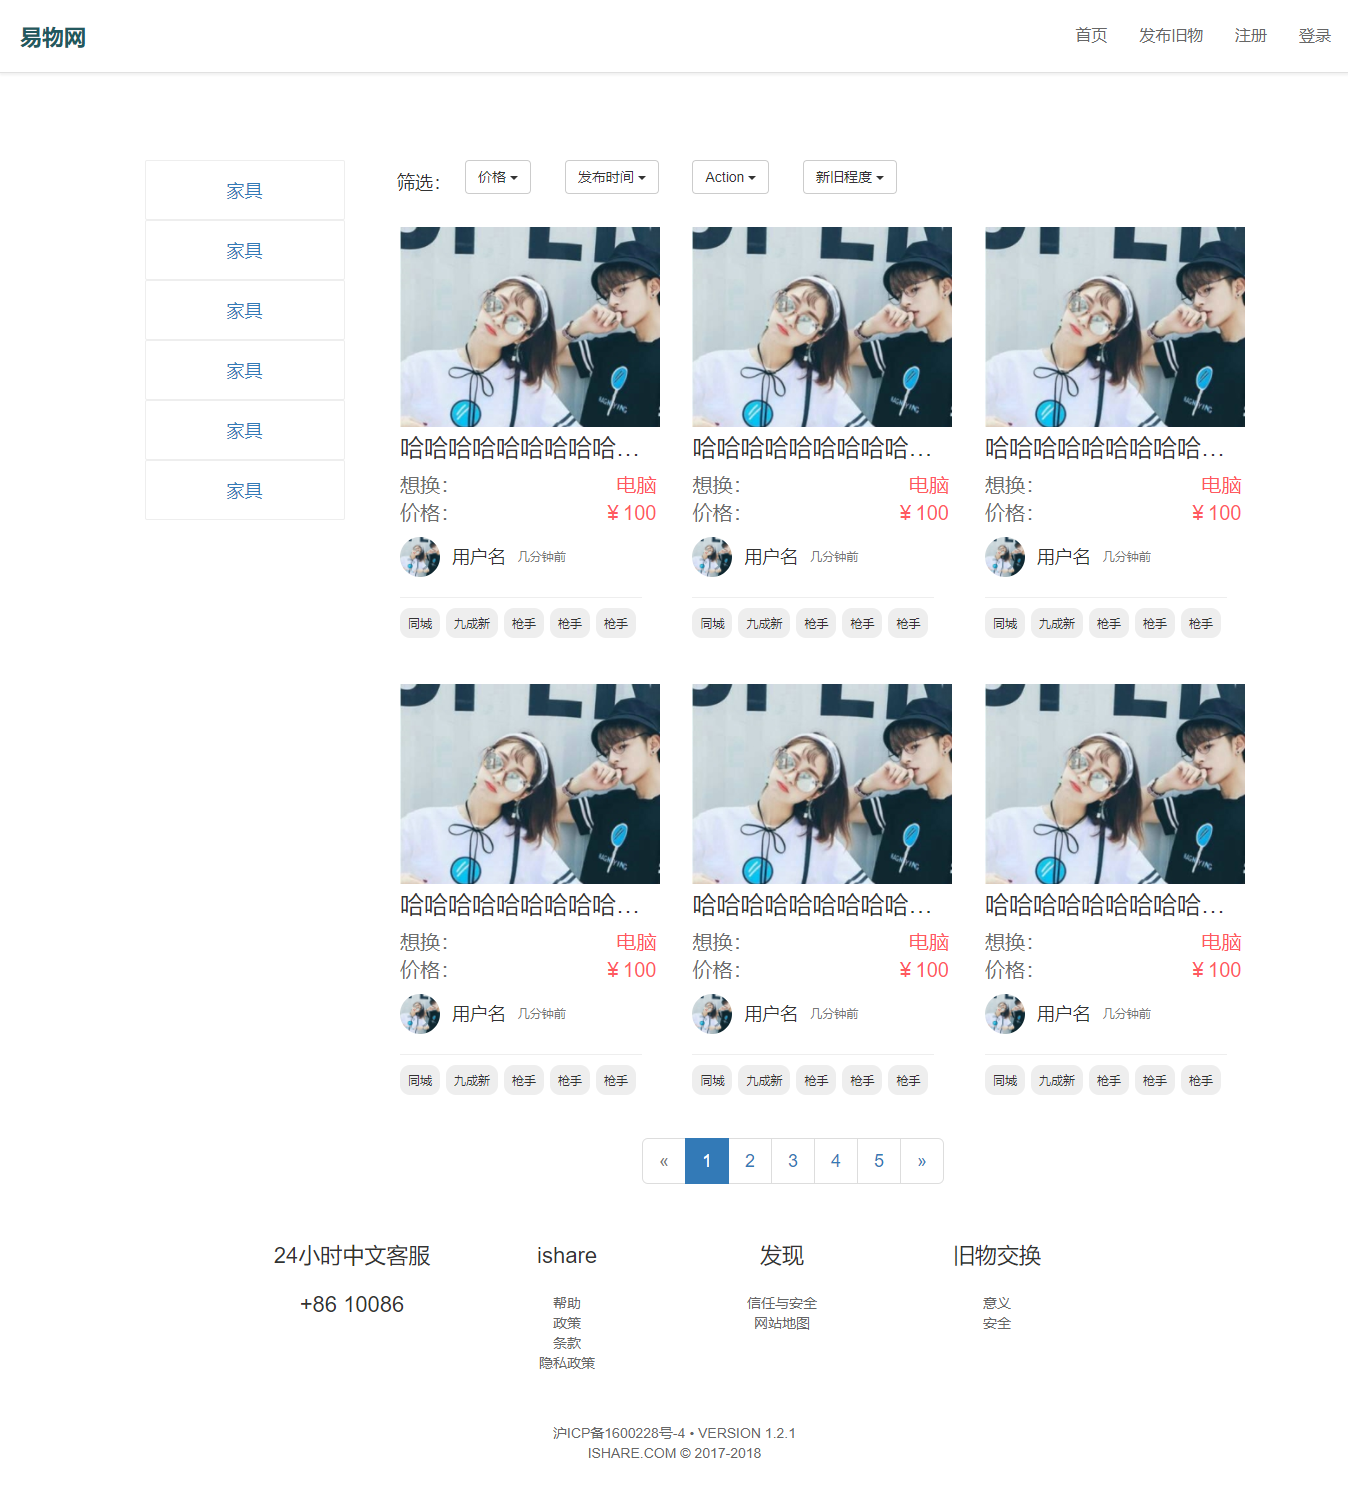 易物网
首页 发布旧物 注册 登录
家具
家具
家具
家具
家具
家具
筛选： 价格 发布时间 Action 新旧程度
哈哈哈哈哈哈哈哈哈... 哈哈哈哈哈哈哈哈哈... 哈哈哈哈哈哈哈哈哈...
想换： 电脑 想换： 电脑 想换： 电脑
价格： ¥ 100 价格： ¥ 100 价格： ¥ 100
用户名 几分钟前 用户名 几分钟前 用户名 几分钟前
同城 九成新 枪手 枪手 枪手 同城 九成新 枪手 枪手 枪手 同城 九成新 枪手 枪手 枪手
哈哈哈哈哈哈哈哈哈... 哈哈哈哈哈哈哈哈哈... 哈哈哈哈哈哈哈哈哈...
想换： 电脑 想换： 电脑 想换： 电脑
价格： ¥ 100 价格： ¥ 100 价格： ¥ 100
用户名 几分钟前 用户名 几分钟前 用户名 几分钟前
同城 九成新 枪手 枪手 枪手 同城 九成新 枪手 枪手 枪手 同城 九成新 枪手 枪手 枪手
« 1 2 3 4 5 »
24小时中文客服
+86 10086
ishare
帮助
政策
条款
隐私政策
发现
信任与安全
网站地图
旧物交换
意义
安全
沪ICP备1600228号-4 • VERSION 1.2.1
ISHARE.COM © 2017-2018